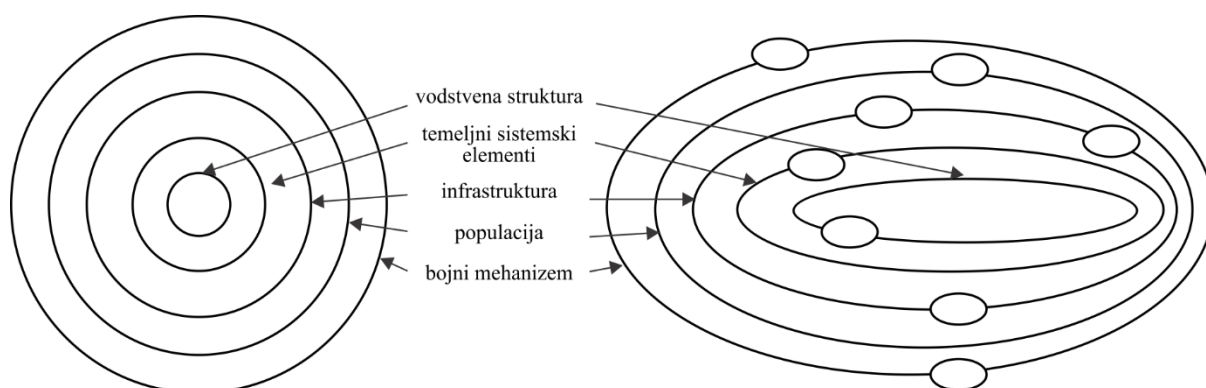 vodstvena struktura
temeljni sistemski
elementi
infrastruktura
populacija
bojni mehanizem